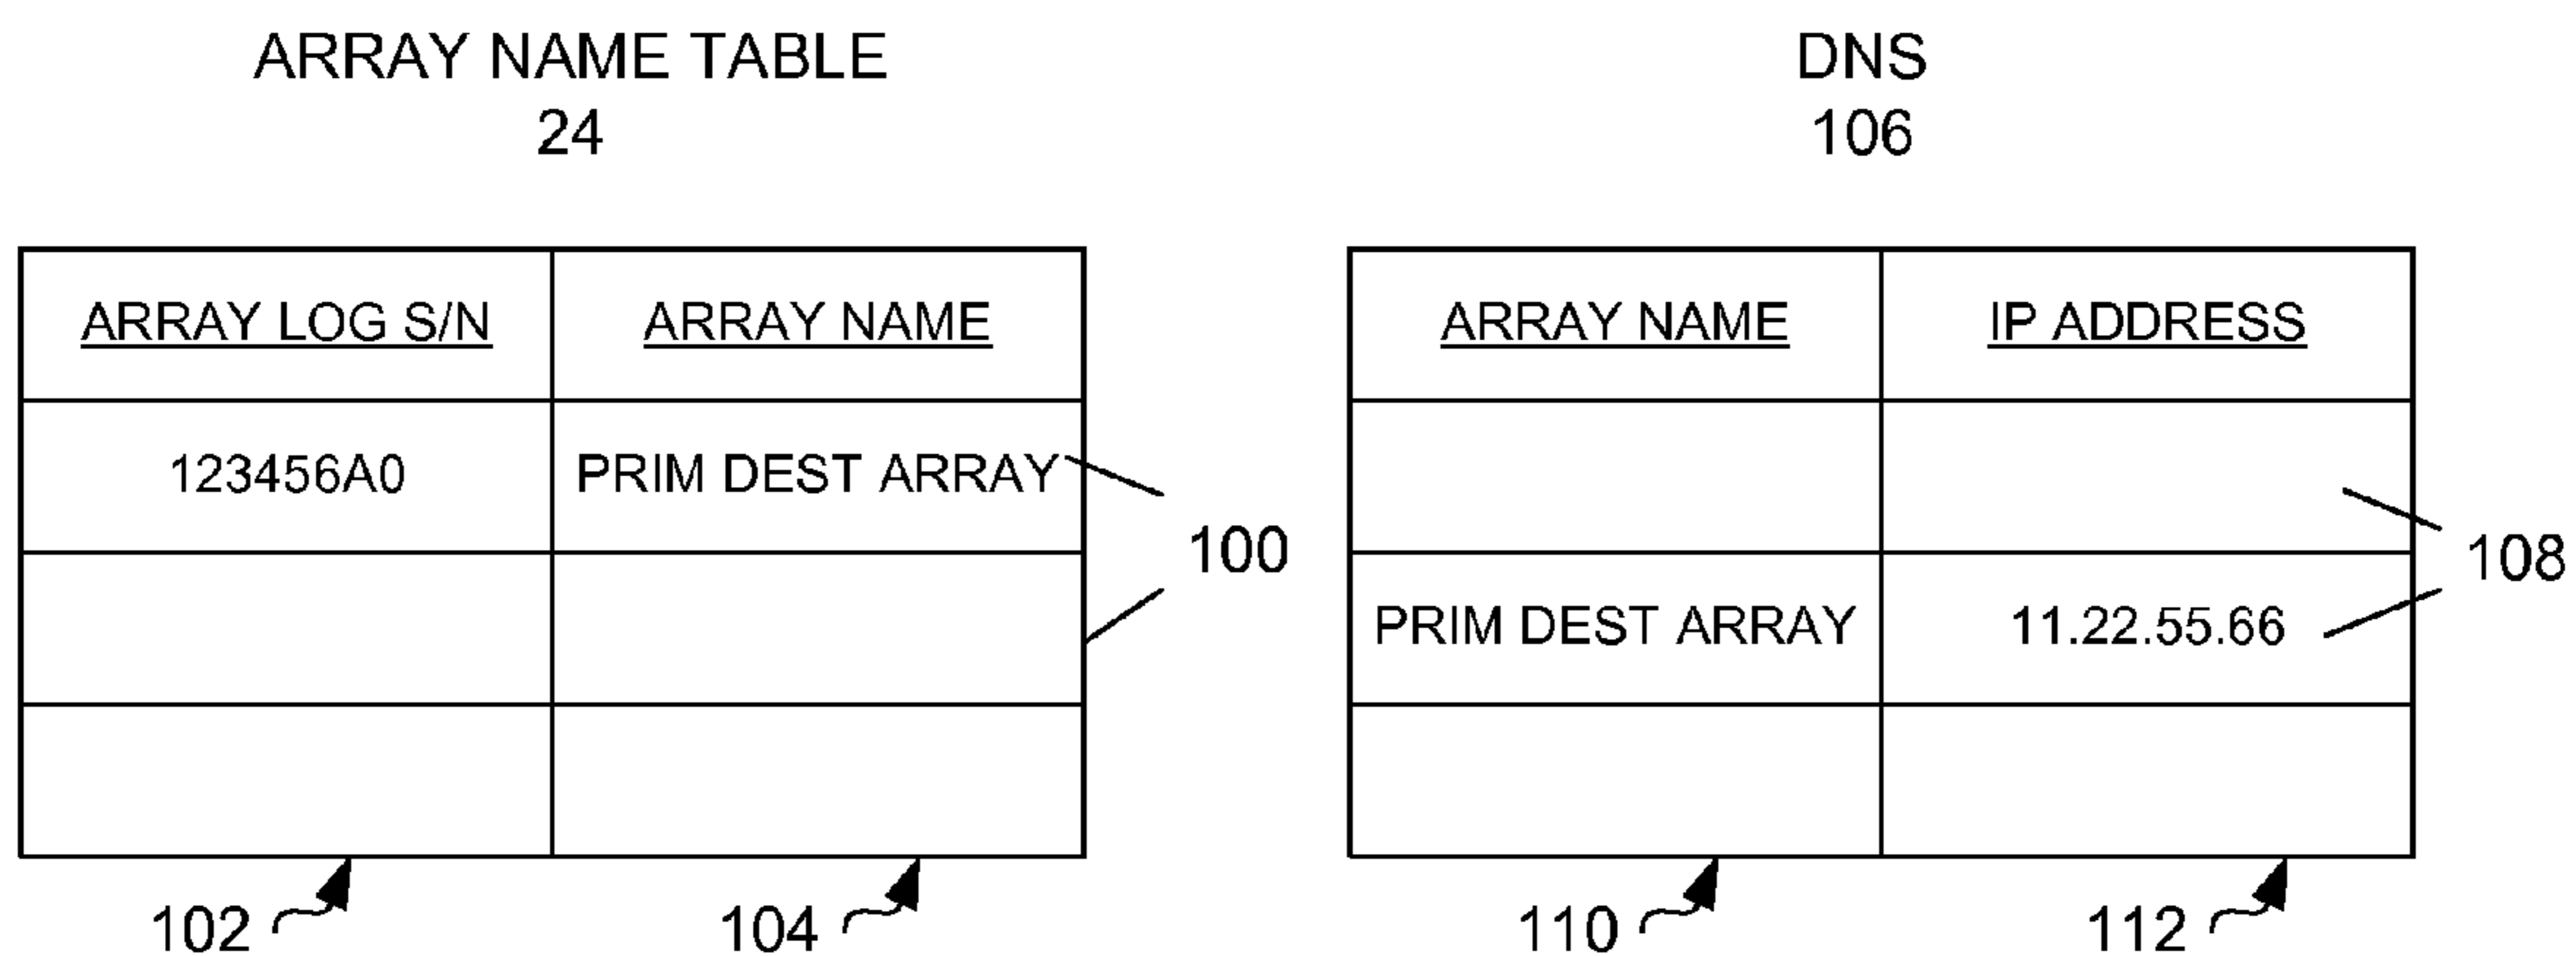 ARRAY NAME TABLE
24
DNS
106
ARRAY LOG S/N ARRAY NAME
123456A0 PRIM DEST ARRAY
100
102 104
ARRAY NAME IP ADDRESS
PRIM DEST ARRAY 11.22.55.66
108
110 112